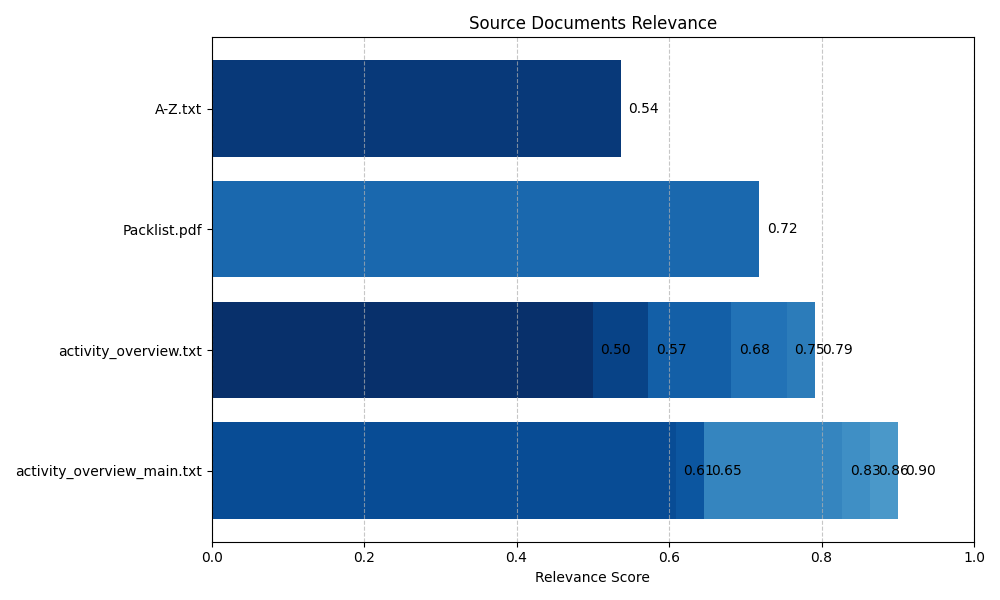 Source Documents Relevance
A-Z.txt
0.54
Packlist.pdf
0.72
activity_overview.txt
0.50 0.57 0.68 0.75 0.79
activity_overview_main.txt
0.61 0.65 0.83 0.86 0.90
0.0 0.2 0.4 0.6 0.8 1.0
Relevance Score